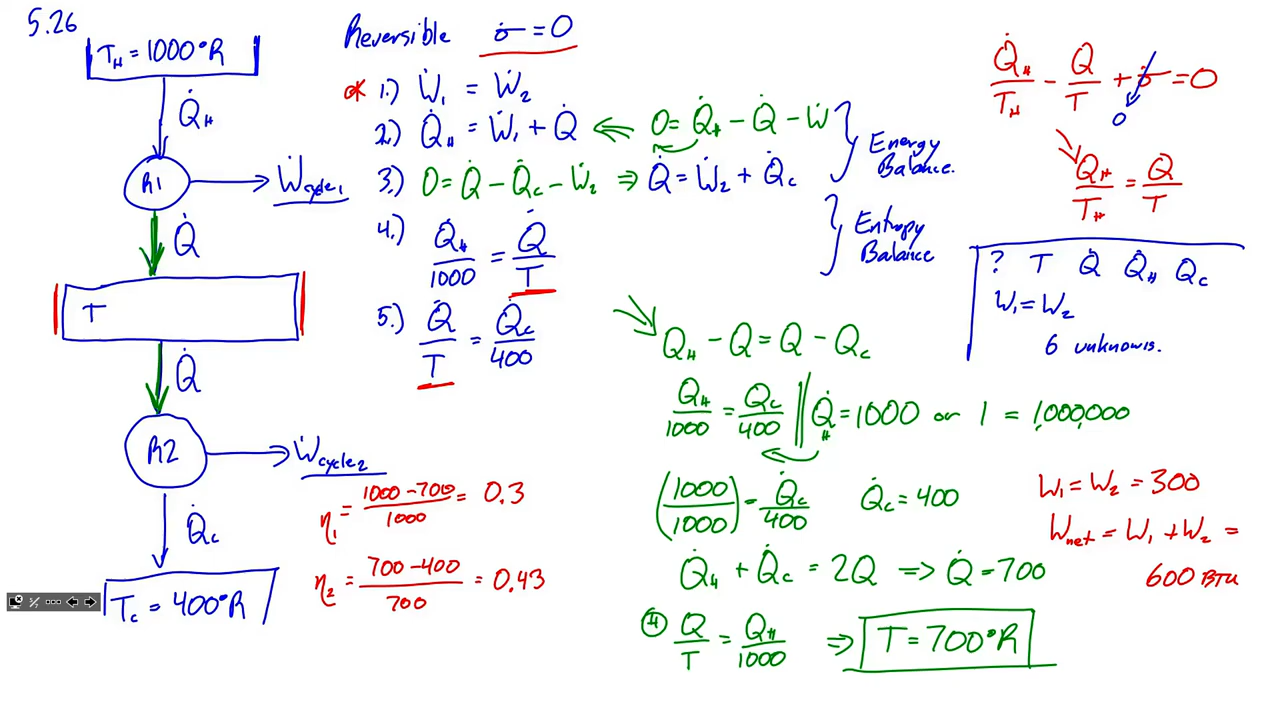 5.26
T_H = 1000°R
Q̇_H
R1
Ẇ_cycle1
Q̇
T
Q̇
R2
Ẇ_cycle2
Q̇_C
T_C = 400°R
Reversible σ̇ = 0
or 1.) Ẇ_1 = Ẇ_2
2.) Q̇_H = Ẇ_1 + Q̇ ⇐ 0 = Q̇_H - Q̇ - Ẇ
3.) 0 = Q̇ - Q̇_C - Ẇ_2 ⇒ Q̇ = Ẇ_2 + Q̇_C
Energy
Balance.
4.) Q̇_H/1000 = Q̇/T
5.) Q̇/T = Q̇_C/400
Entropy
Balance
η_1 = (1000-700)/1000 = 0.3
η_2 = (700-400)/700 = 0.43
Q̇_H/T_H - Q̇/T + σ̇ = 0
0
Q̇_H/T_H = Q̇/T
? T Q̇ Q̇_H Q̇_C
W_1 = W_2
6 unknowns.
Q_H - Q = Q - Q_C
Q_H/1000 = Q_C/400 || Q̇_H = 1000 or 1 = 1,000,000
(1000/1000) = Q̇_C/400 Q̇_C = 400
Q̇_H + Q̇_C = 2Q ⇒ Q̇ = 700
④ Q/T = Q_H/1000 ⇒ T = 700°R
W_1 = W_2 = 300
W_net = W_1 + W_2 =
600 BTU